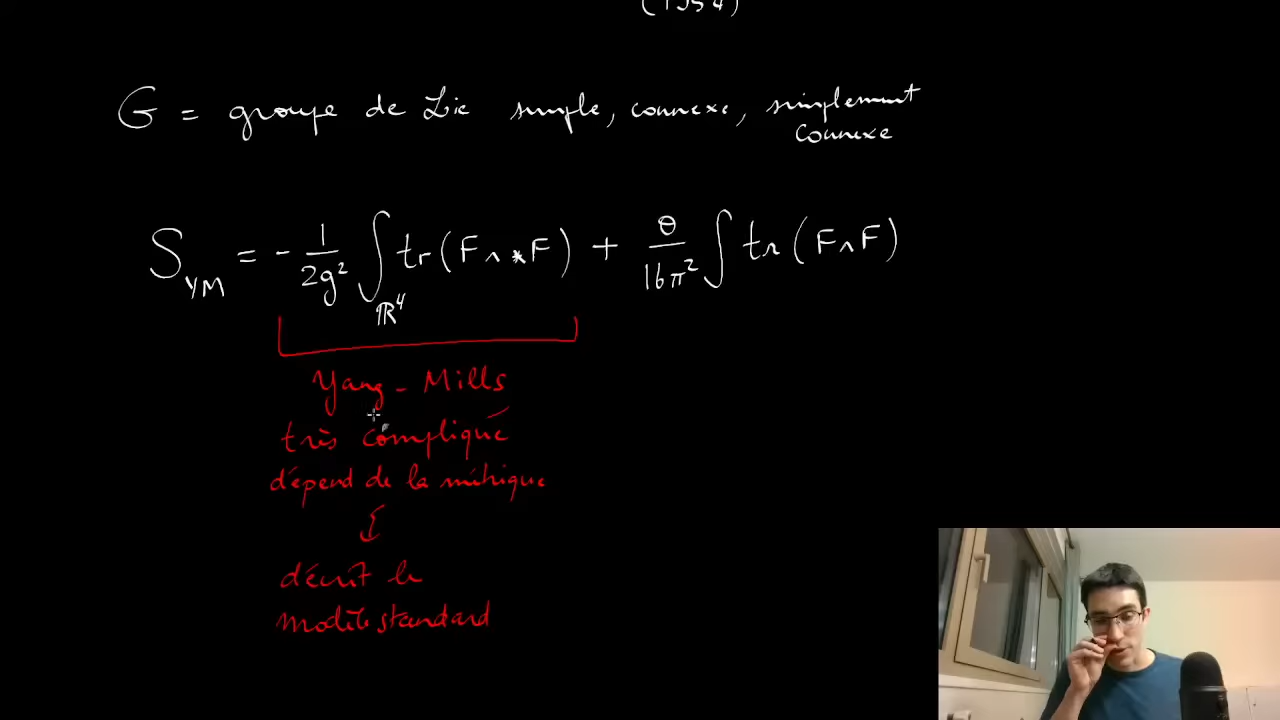 (1954)
G = groupe de Lie simple, connexe, simplement
connexe
S_YM = - 1/2g² ∫_ℝ⁴ tr(F∧*F) + θ/16π² ∫ tr(F∧F)
Yang-Mills
très compliqué
dépend de la métrique
décrit le
modèle standard